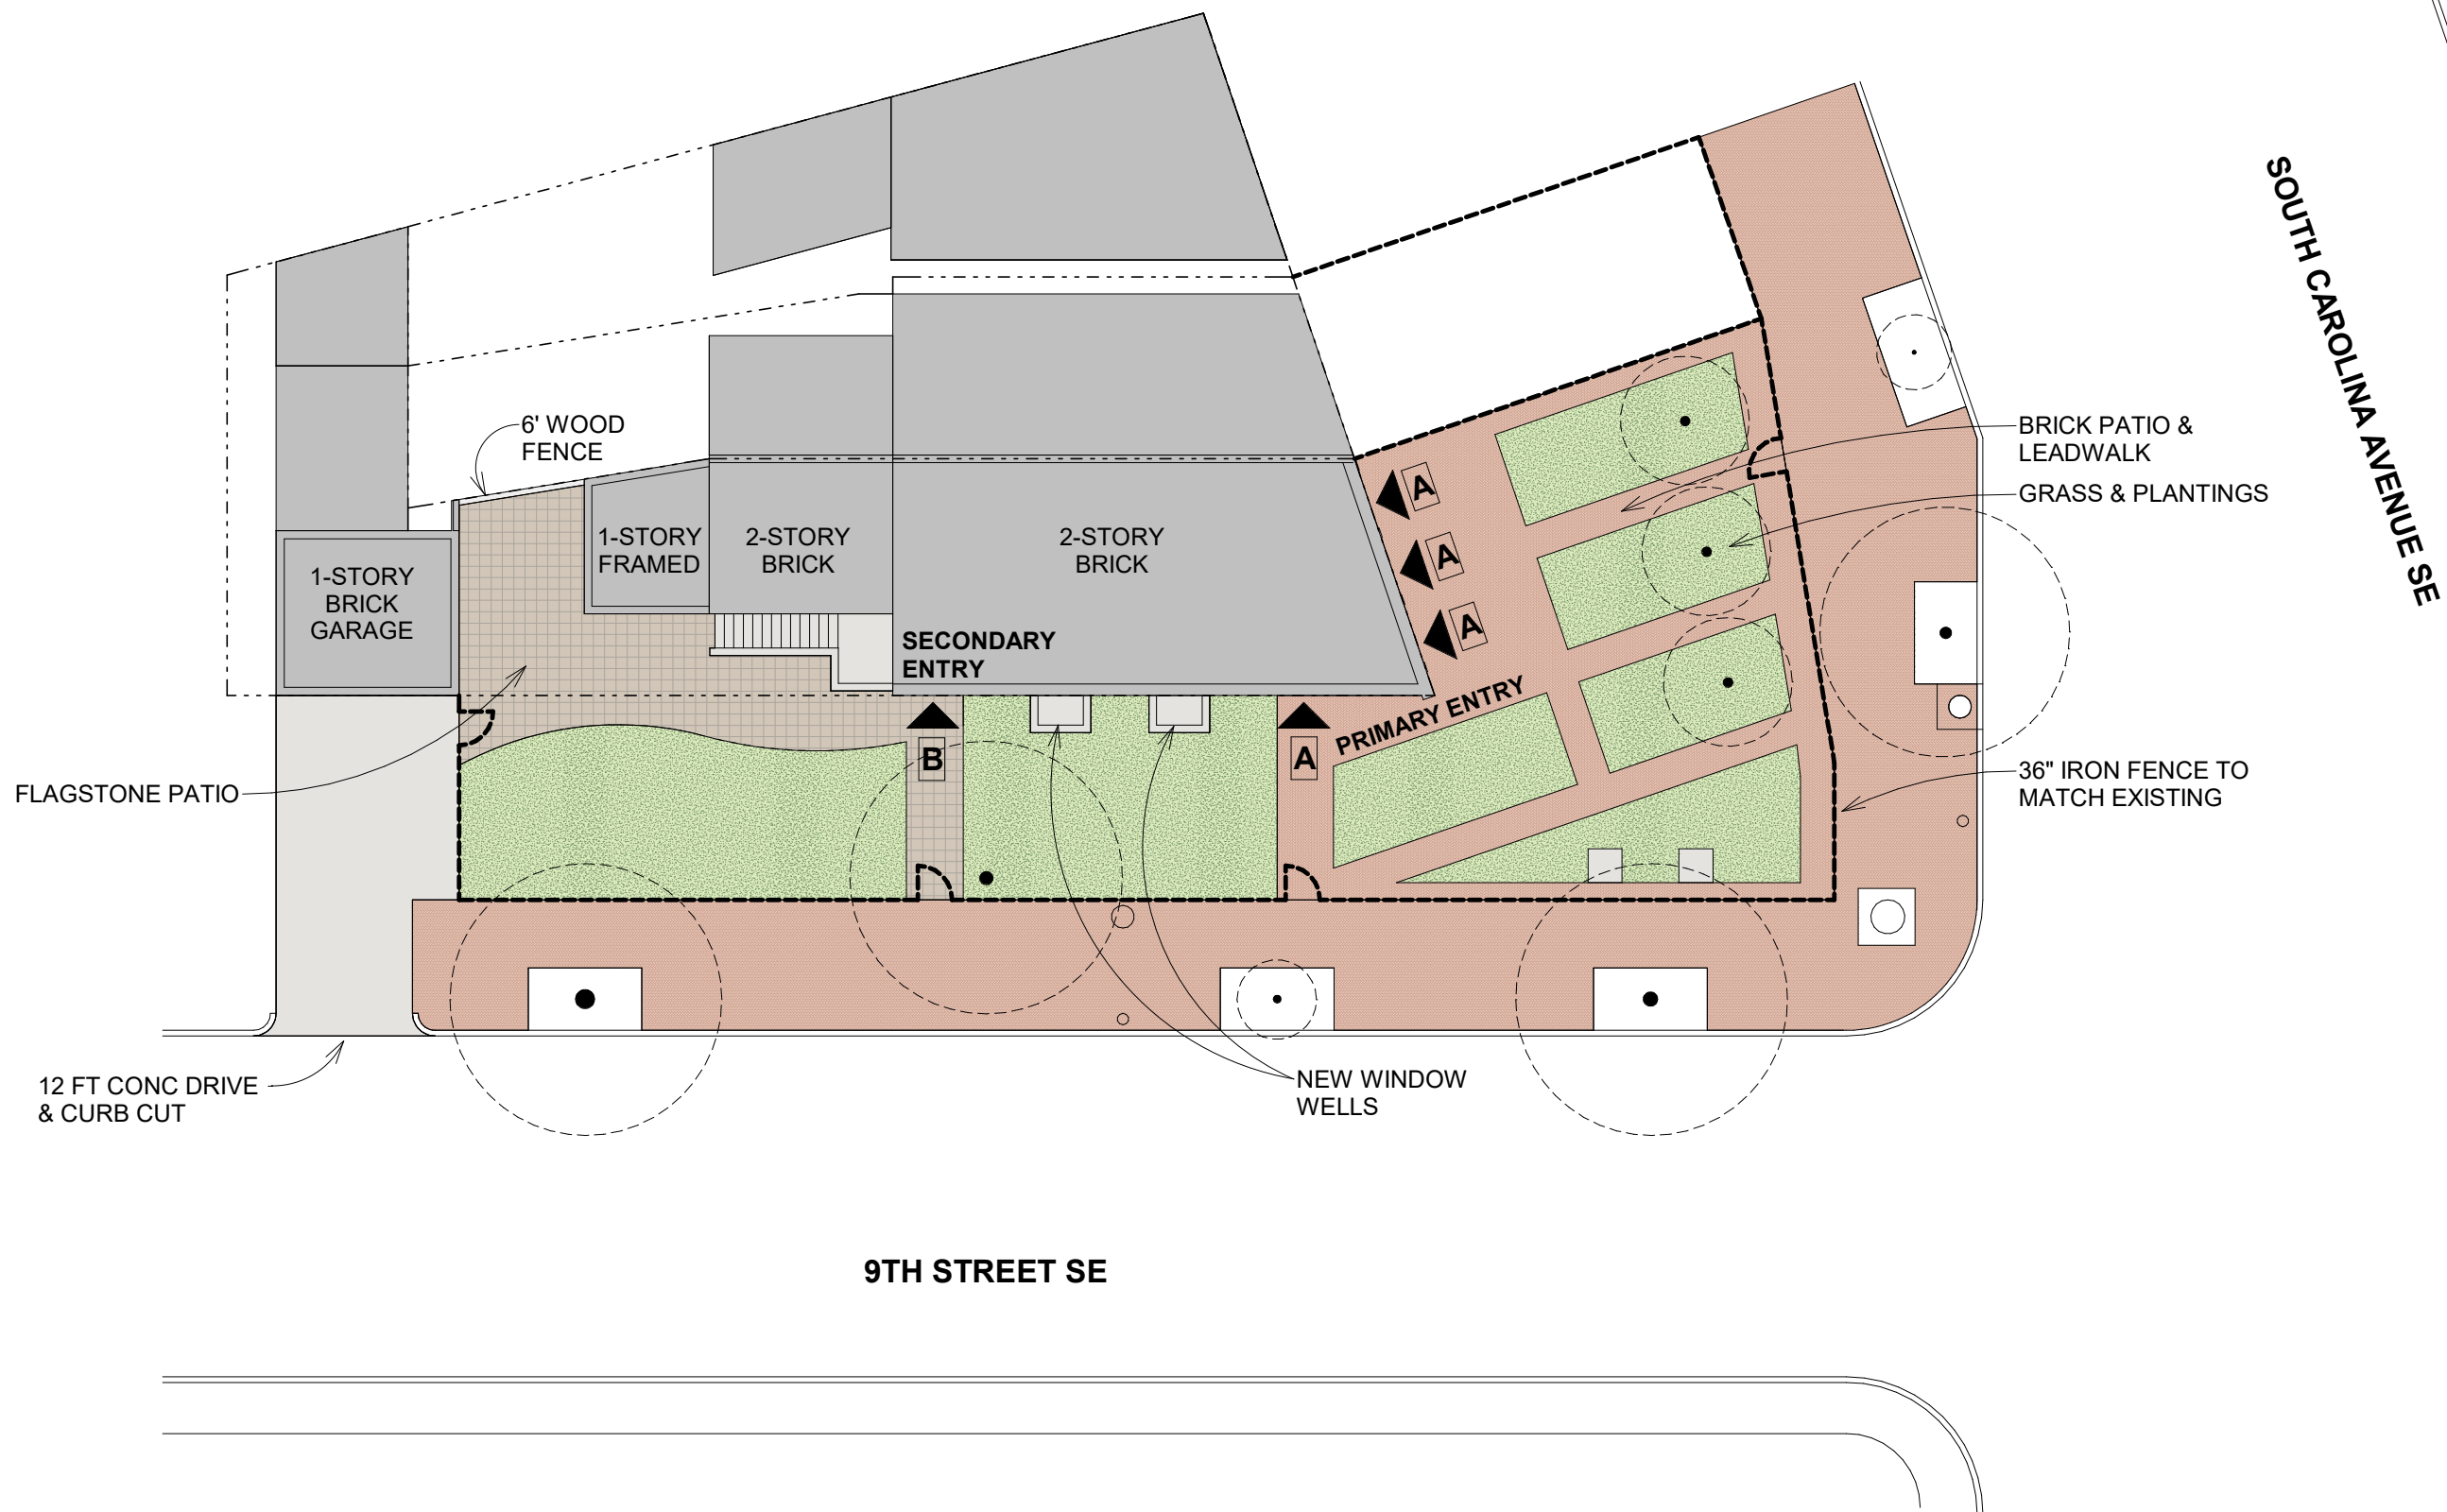 SOUTH CAROLINA AVENUE SE
6' WOOD
FENCE
BRICK PATIO &
LEADWALK
GRASS & PLANTINGS
A
A
A
1-STORY
FRAMED
2-STORY
BRICK
2-STORY
BRICK
1-STORY
BRICK
GARAGE
SECONDARY
ENTRY
PRIMARY ENTRY
B
A
FLAGSTONE PATIO
36" IRON FENCE TO
MATCH EXISTING
12 FT CONC DRIVE
& CURB CUT
NEW WINDOW
WELLS
9TH STREET SE